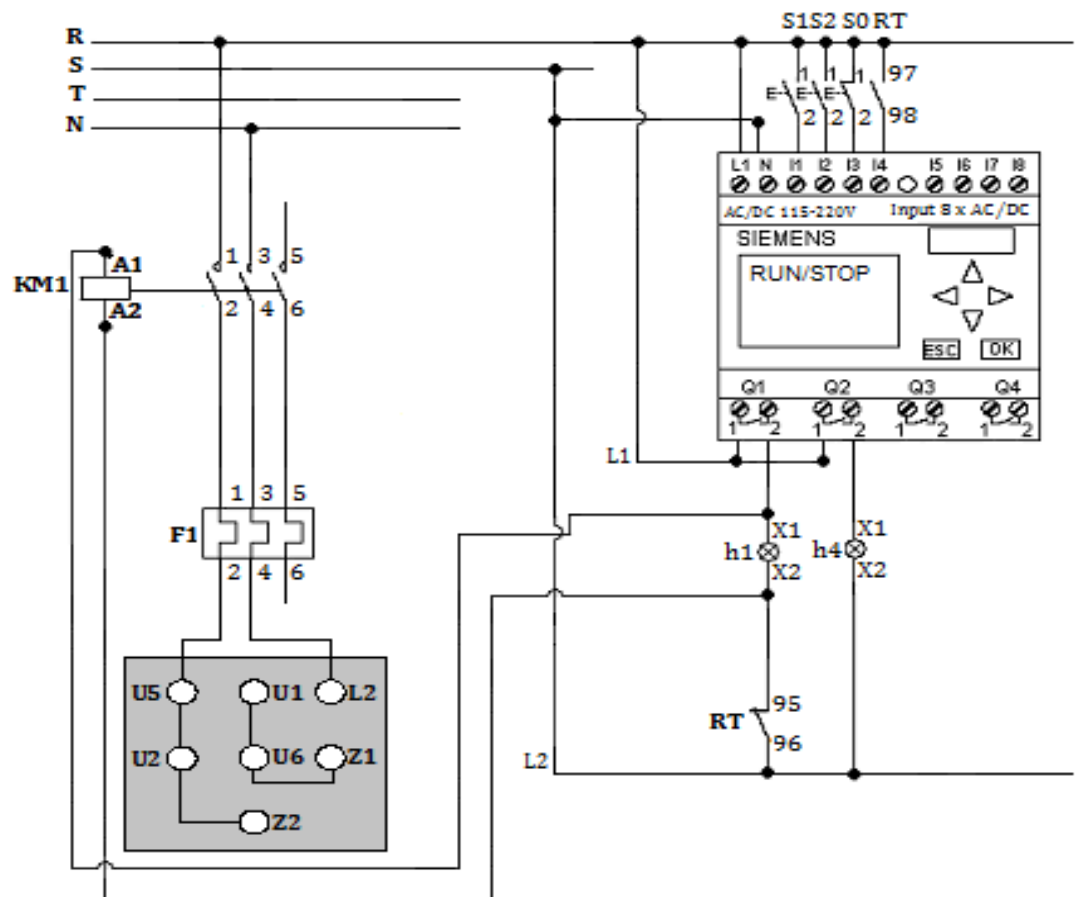 S1 S2 S0 RT
R
S
T
N
1 1 1 97
E E E
2 2 2 98
L1 N I1 I2 I3 I4 I5 I6 I7 I8
AC/DC 115-220V Input 8 x AC/DC
SIEMENS
RUN/STOP
ESC OK
Q1 Q2 Q3 Q4
1 2 1 2 1 2 1 2
KM1
A1
A2
1 3 5
2 4 6
L1
F1
1 3 5
2 4 6
h1
X1
X2
h4
X1
X2
U5 U1 L2
U2 U6 Z1
Z2
RT
95
96
L2